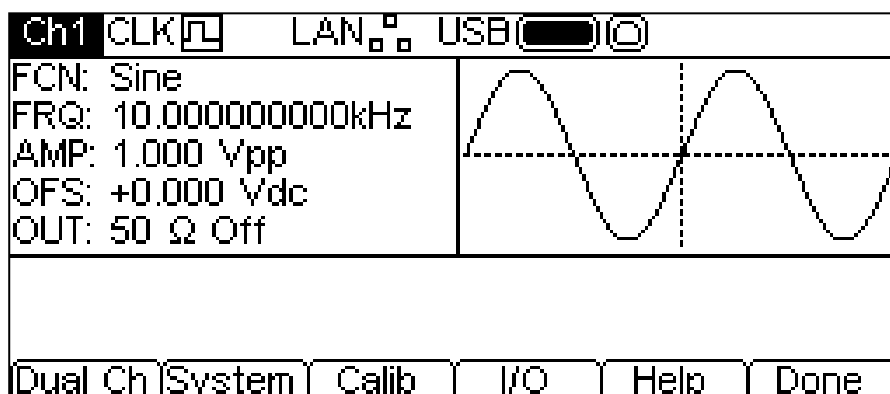 Ch1 CLK LAN USB
FCN: Sine
FRQ: 10.000000000kHz
AMP: 1.000 Vpp
OFS: +0.000 Vdc
OUT: 50 Ω Off
Dual Ch System Calib I/O Help Done